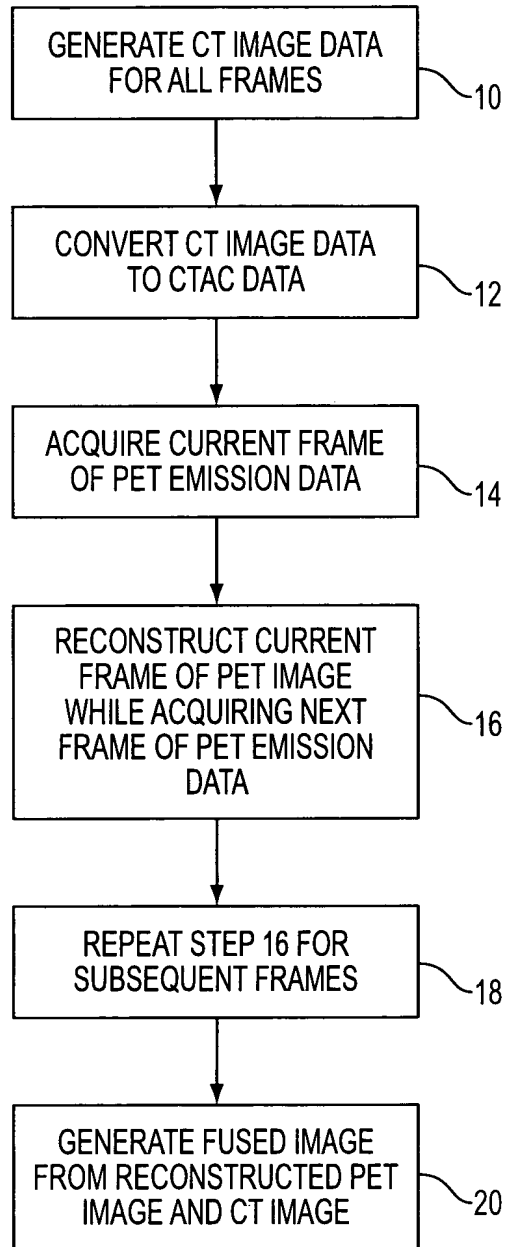 GENERATE CT IMAGE DATA
FOR ALL FRAMES
10
CONVERT CT IMAGE DATA
TO CTAC DATA
12
ACQUIRE CURRENT FRAME
OF PET EMISSION DATA
14
RECONSTRUCT CURRENT
FRAME OF PET IMAGE
WHILE ACQUIRING NEXT
FRAME OF PET EMISSION
DATA
16
REPEAT STEP 16 FOR
SUBSEQUENT FRAMES
18
GENERATE FUSED IMAGE
FROM RECONSTRUCTED PET
IMAGE AND CT IMAGE
20